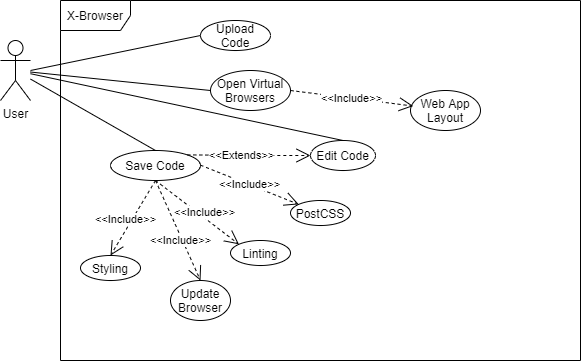 X-Browser
Upload
Code
Open Virtual
Browsers
<<Include>>
Web App
Layout
User
Save Code
<<Extends>>
Edit Code
<<Include>>
PostCSS
<<Include>>
<<Include>>
<<Include>>
Styling
Linting
Update
Browser